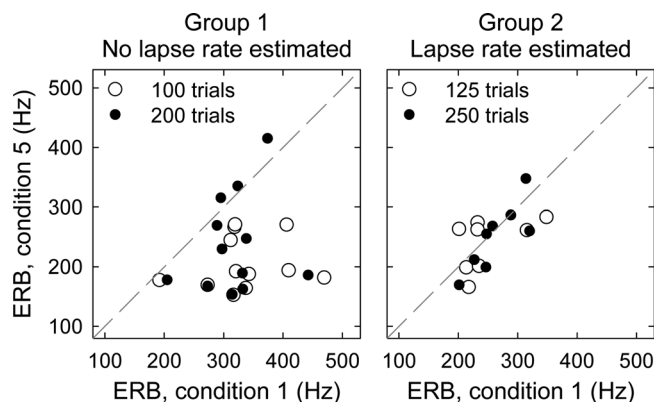 Group 1
No lapse rate estimated
Group 2
Lapse rate estimated
ERB, condition 5 (Hz)
500
400
300
200
100
100 trials
200 trials
125 trials
250 trials
100 200 300 400 500
100 200 300 400 500
ERB, condition 1 (Hz)
ERB, condition 1 (Hz)